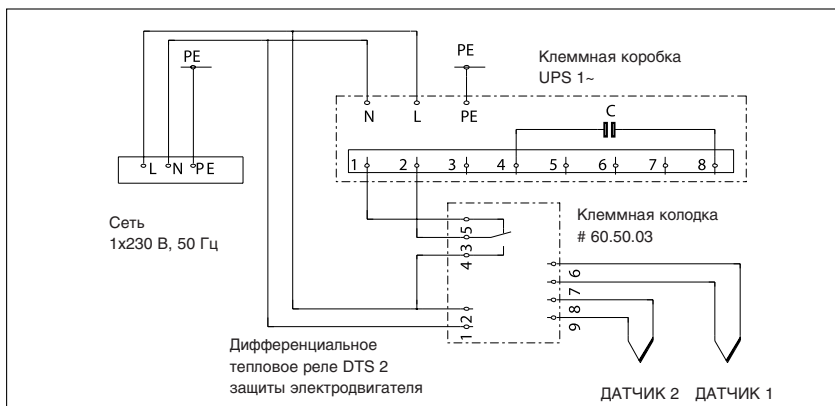 PE
PE
Клеммная коробка
UPS 1~
N L PE
C
1 2 3 4 5 6 7 8
L N PE
Сеть
1x230 В, 50 Гц
Клеммная колодка
# 60.50.03
5
3
4
2
1
6
7
8
9
Дифференциальное
тепловое реле DTS 2
защиты электродвигателя
ДАТЧИК 2 ДАТЧИК 1